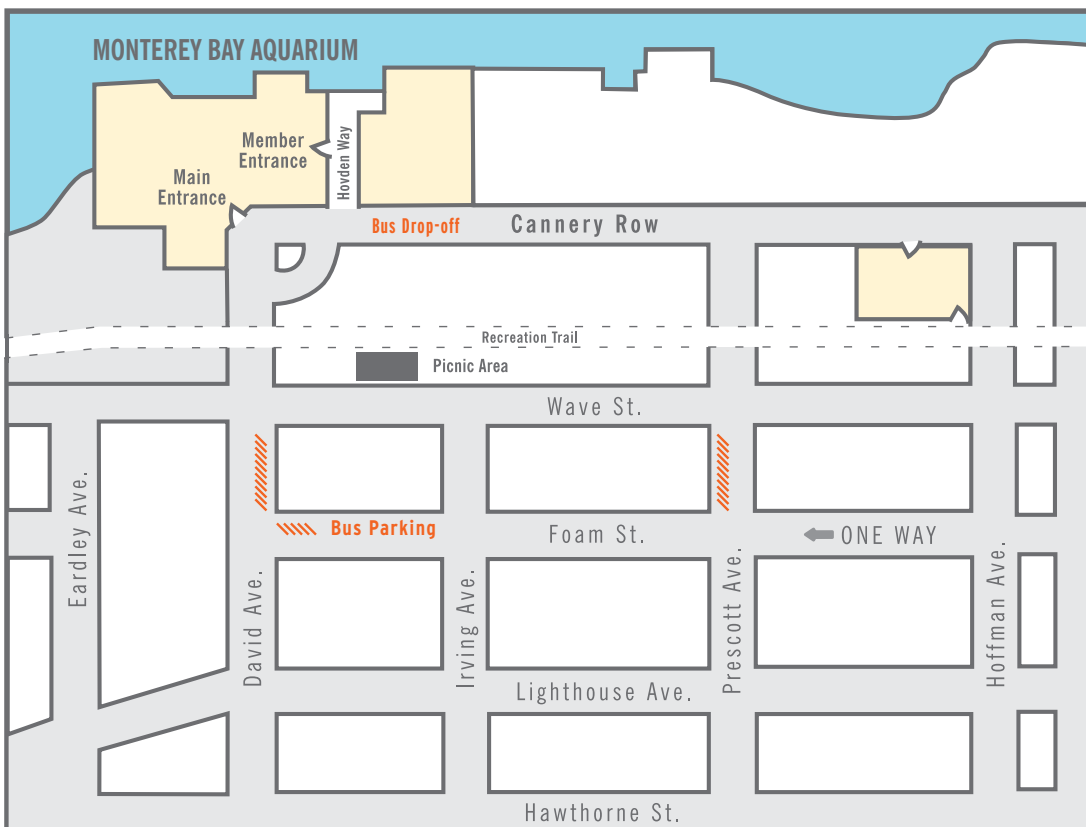 MONTEREY BAY AQUARIUM
Member
Entrance
Main
Entrance
Hovden Way
Bus Drop-off
Cannery Row
Recreation Trail
Picnic Area
Wave St.
Eardley Ave.
Bus Parking
Foam St.
ONE WAY
David Ave.
Irving Ave.
Prescott Ave.
Hoffman Ave.
Lighthouse Ave.
Hawthorne St.